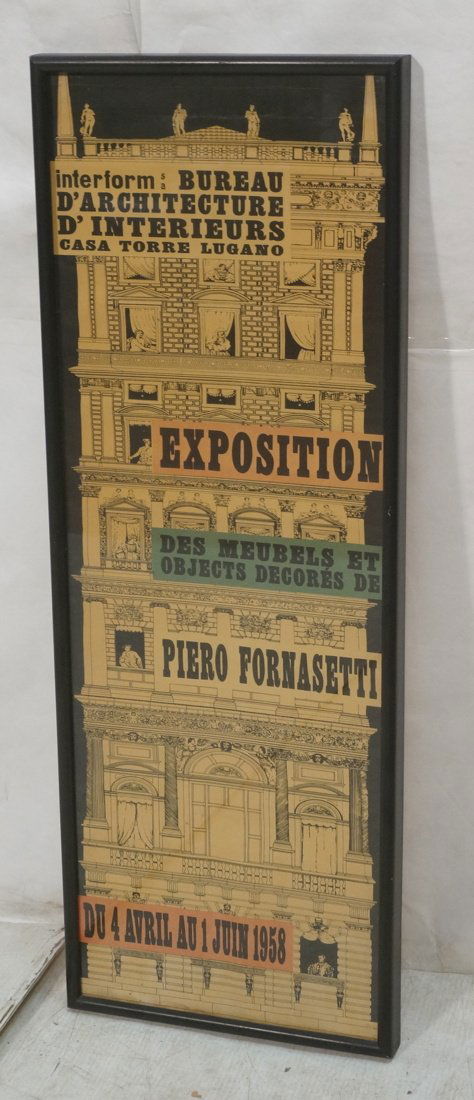 interform s a BUREAU
D'ARCHITECTURE
D'INTERIEURS
CASA TORRE LUGANO
EXPOSITION
DES MEUBELS ET
OBJECTS DECORÉS DE
PIERO FORNASETTI
DU 4 AVRIL AU 1 JUIN 1958